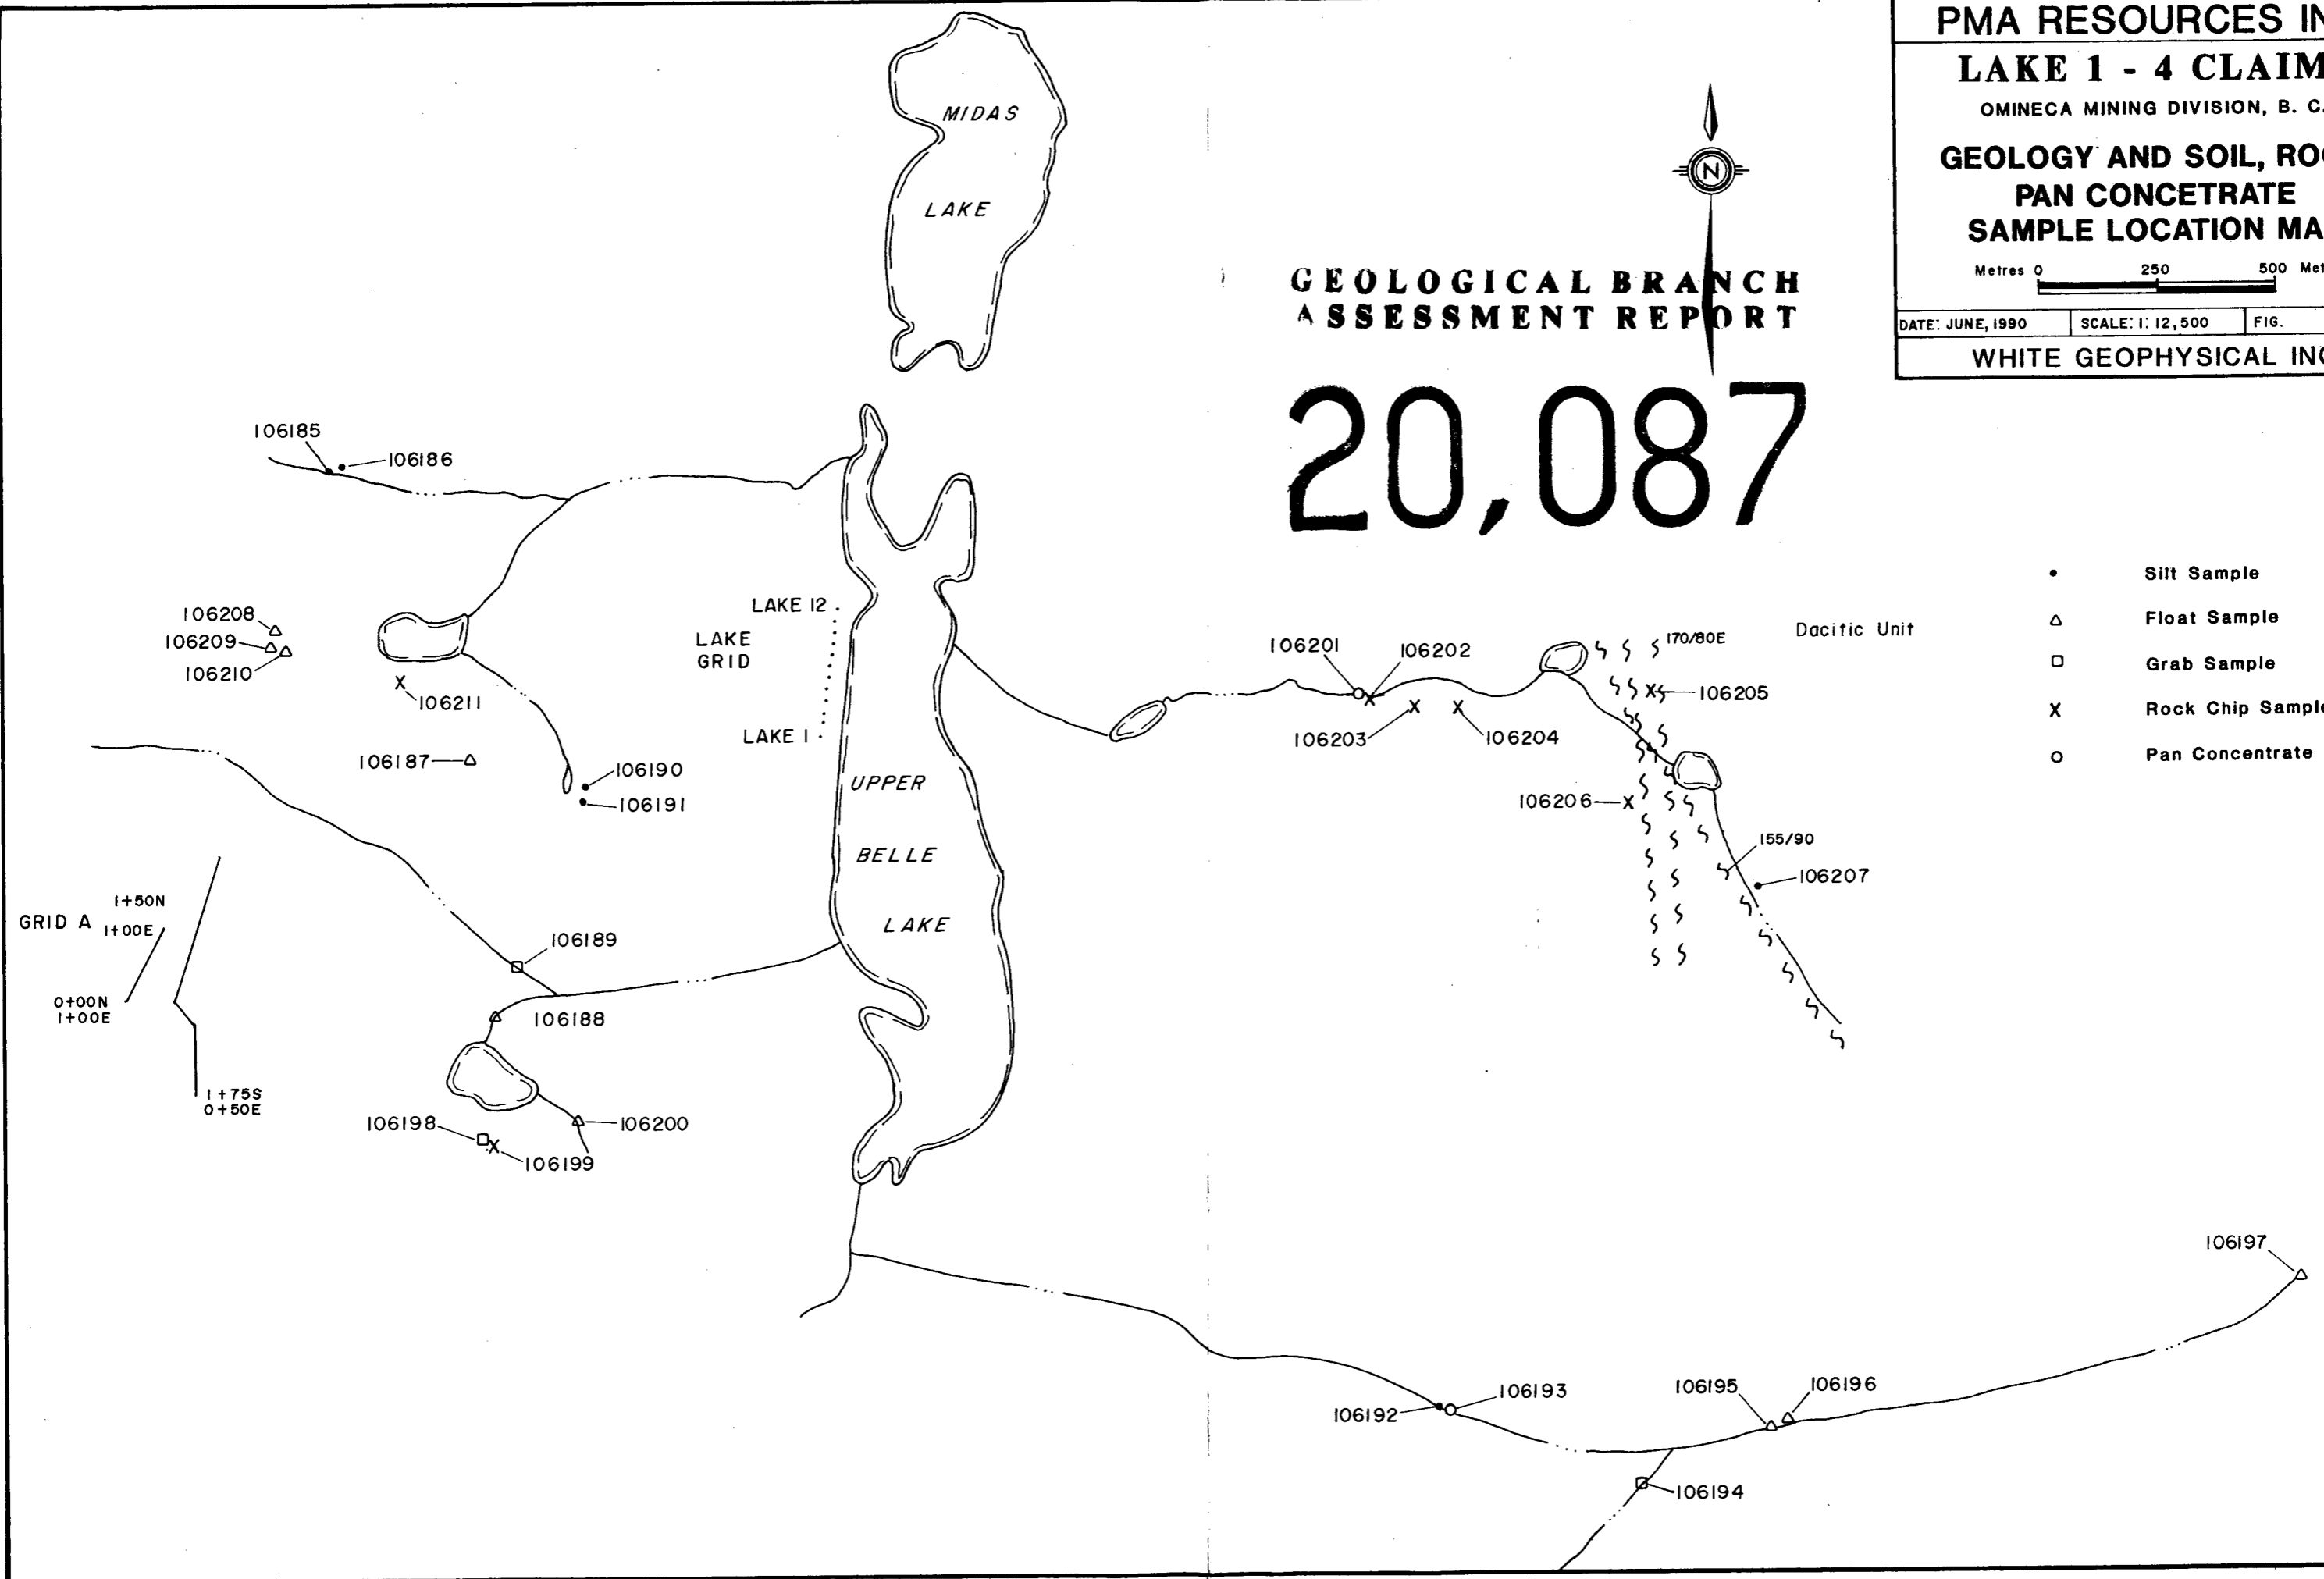 PMA RESOURCES IN
LAKE 1 - 4 CLAIM
OMINECA MINING DIVISION, B. C.
GEOLOGY AND SOIL, ROC
PAN CONCETRATE
SAMPLE LOCATION MA
Metres 0 250 500 Met
DATE: JUNE, 1990 SCALE: 1: 12,500 FIG.
WHITE GEOPHYSICAL INC
MIDAS
LAKE
N
GEOLOGICAL BRANCH
ASSESSMENT REPORT
20,087
106185
106186
Silt Sample
Float Sample
Grab Sample
Rock Chip Sample
Pan Concentrate
106208
106209
106210
106211
106187
106190
106191
LAKE 12
LAKE
GRID
LAKE 1
UPPER
BELLE
LAKE
106201
106202
106203
106204
170/80E
Dacitic Unit
106205
106206
155/90
106207
GRID A
1+50N
1+00E
0+00N
1+00E
1+75S
0+50E
106189
106188
106198
106199
106200
106197
106192
106193
106195
106196
106194